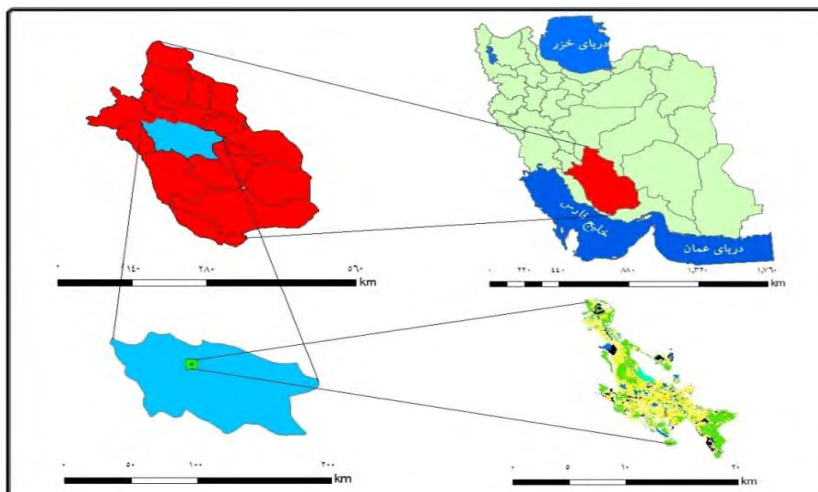 دریای خزر
خلیج فارس
دریای عمان
۰ ۱۴۰ ۲۸۰ ۵۶۰
km
۰ ۲۲۰ ۴۴۰ ۸۸۰ ۱,۳۲۰ ۱,۷۶۰
km
۰ ۵۰ ۱۰۰ ۲۰۰
km
۰ ۵ ۱۰ ۲۰
km